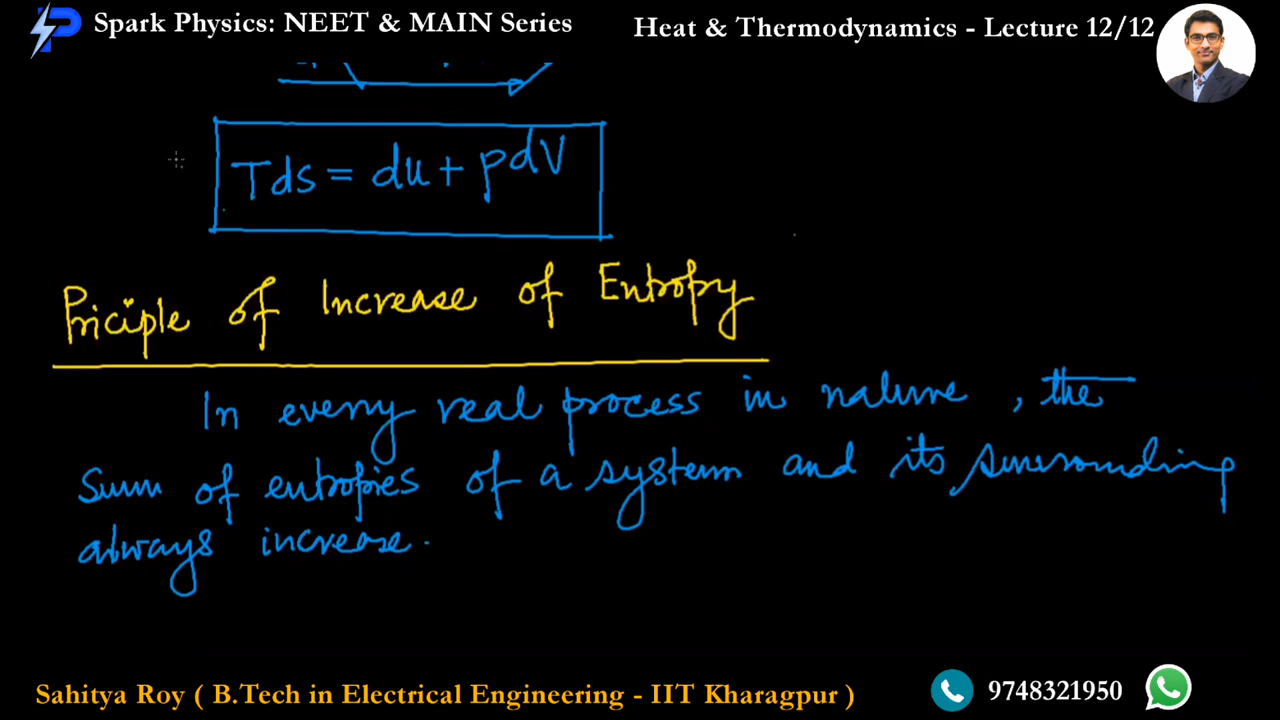 Spark Physics: NEET & MAIN Series
Heat & Thermodynamics - Lecture 12/12
Tds = du + pdV
Priciple of Increase of Entropy
In every real process in nature, the
Sum of entropies of a system and its surrounding
always increase.
Sahitya Roy ( B.Tech in Electrical Engineering - IIT Kharagpur )
9748321950